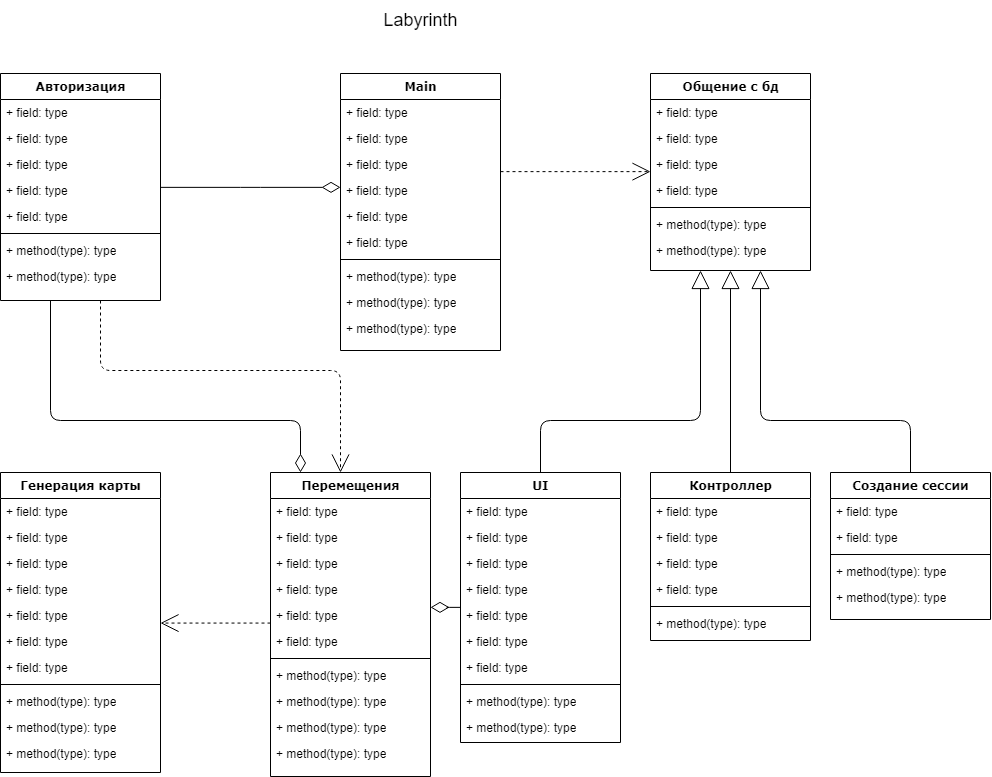 Labyrinth
Авторизация
+ field: type
+ field: type
+ field: type
+ field: type
+ field: type
+ method(type): type
+ method(type): type
Main
+ field: type
+ field: type
+ field: type
+ field: type
+ field: type
+ field: type
+ method(type): type
+ method(type): type
+ method(type): type
Общение с бд
+ field: type
+ field: type
+ field: type
+ field: type
+ method(type): type
+ method(type): type
Генерация карты
+ field: type
+ field: type
+ field: type
+ field: type
+ field: type
+ field: type
+ field: type
+ method(type): type
+ method(type): type
+ method(type): type
Перемещения
+ field: type
+ field: type
+ field: type
+ field: type
+ field: type
+ field: type
+ method(type): type
+ method(type): type
+ method(type): type
+ method(type): type
UI
+ field: type
+ field: type
+ field: type
+ field: type
+ field: type
+ field: type
+ field: type
+ method(type): type
+ method(type): type
Контроллер
+ field: type
+ field: type
+ field: type
+ field: type
+ method(type): type
Создание сессии
+ field: type
+ field: type
+ method(type): type
+ method(type): type